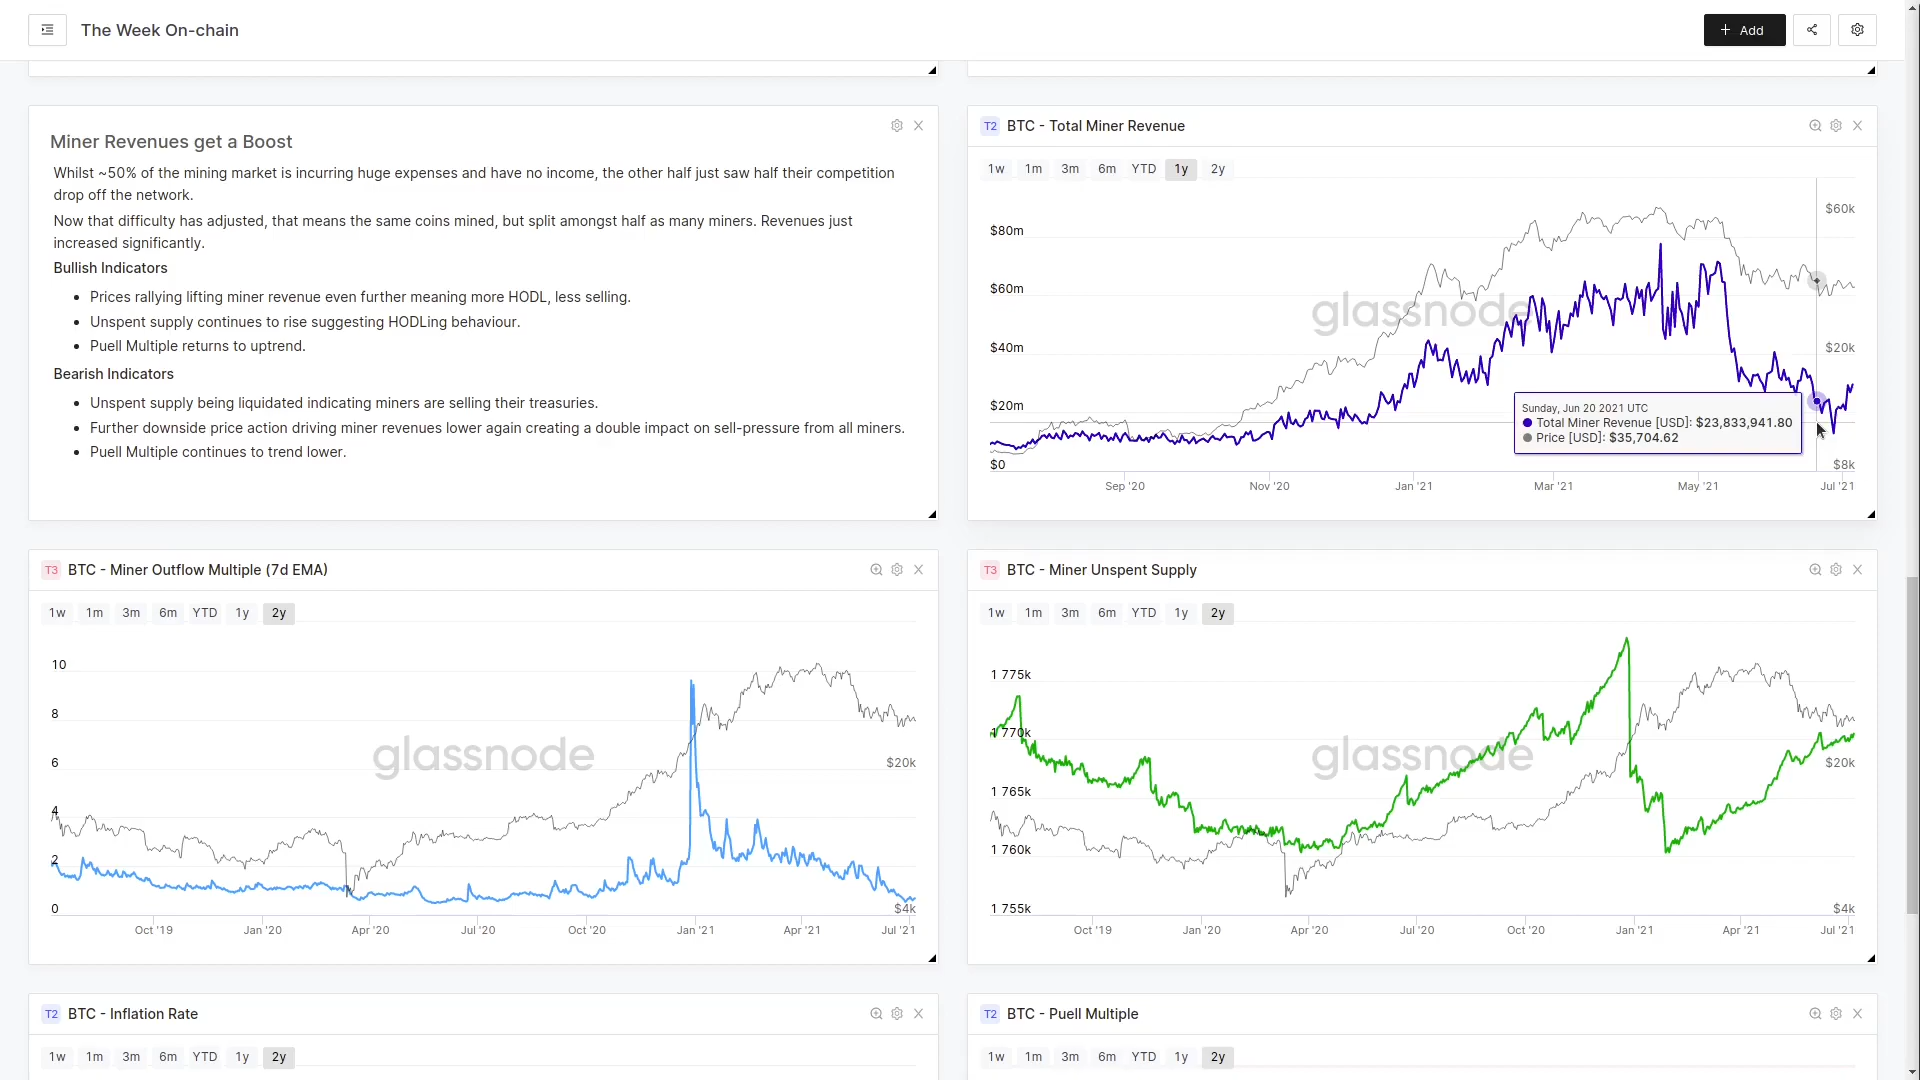 The Week On-chain
Add
Miner Revenues get a Boost
Whilst ~50% of the mining market is incurring huge expenses and have no income, the other half just saw half their competition
drop off the network.
Now that difficulty has adjusted, that means the same coins mined, but split amongst half as many miners. Revenues just
increased significantly.
Bullish Indicators
Prices rallying lifting miner revenue even further meaning more HODL, less selling.
Unspent supply continues to rise suggesting HODLing behaviour.
Puell Multiple returns to uptrend.
Bearish Indicators
Unspent supply being liquidated indicating miners are selling their treasuries.
Further downside price action driving miner revenues lower again creating a double impact on sell-pressure from all miners.
Puell Multiple continues to trend lower.
T2 BTC - Total Miner Revenue
1w 1m 3m 6m YTD 1y 2y
$60k
$80m
$60m
glassnode
$40m
$20k
$20m
Sunday, Jun 20 2021 UTC
Total Miner Revenue [USD]: $23,833,941.80
Price [USD]: $35,704.62
$0
$8k
Sep '20 Nov '20 Jan '21 Mar '21 May '21 Jul '21
T3 BTC - Miner Outflow Multiple (7d EMA)
1w 1m 3m 6m YTD 1y 2y
10
8
glassnode
6
$20k
4
2
0
$4k
Oct '19 Jan '20 Apr '20 Jul '20 Oct '20 Jan '21 Apr '21 Jul '21
T3 BTC - Miner Unspent Supply
1w 1m 3m 6m YTD 1y 2y
1 775k
1 770k
glassnode
$20k
1 765k
1 760k
1 755k
$4k
Oct '19 Jan '20 Apr '20 Jul '20 Oct '20 Jan '21 Apr '21 Jul '21
T2 BTC - Inflation Rate
1w 1m 3m 6m YTD 1y 2y
T2 BTC - Puell Multiple
1w 1m 3m 6m YTD 1y 2y